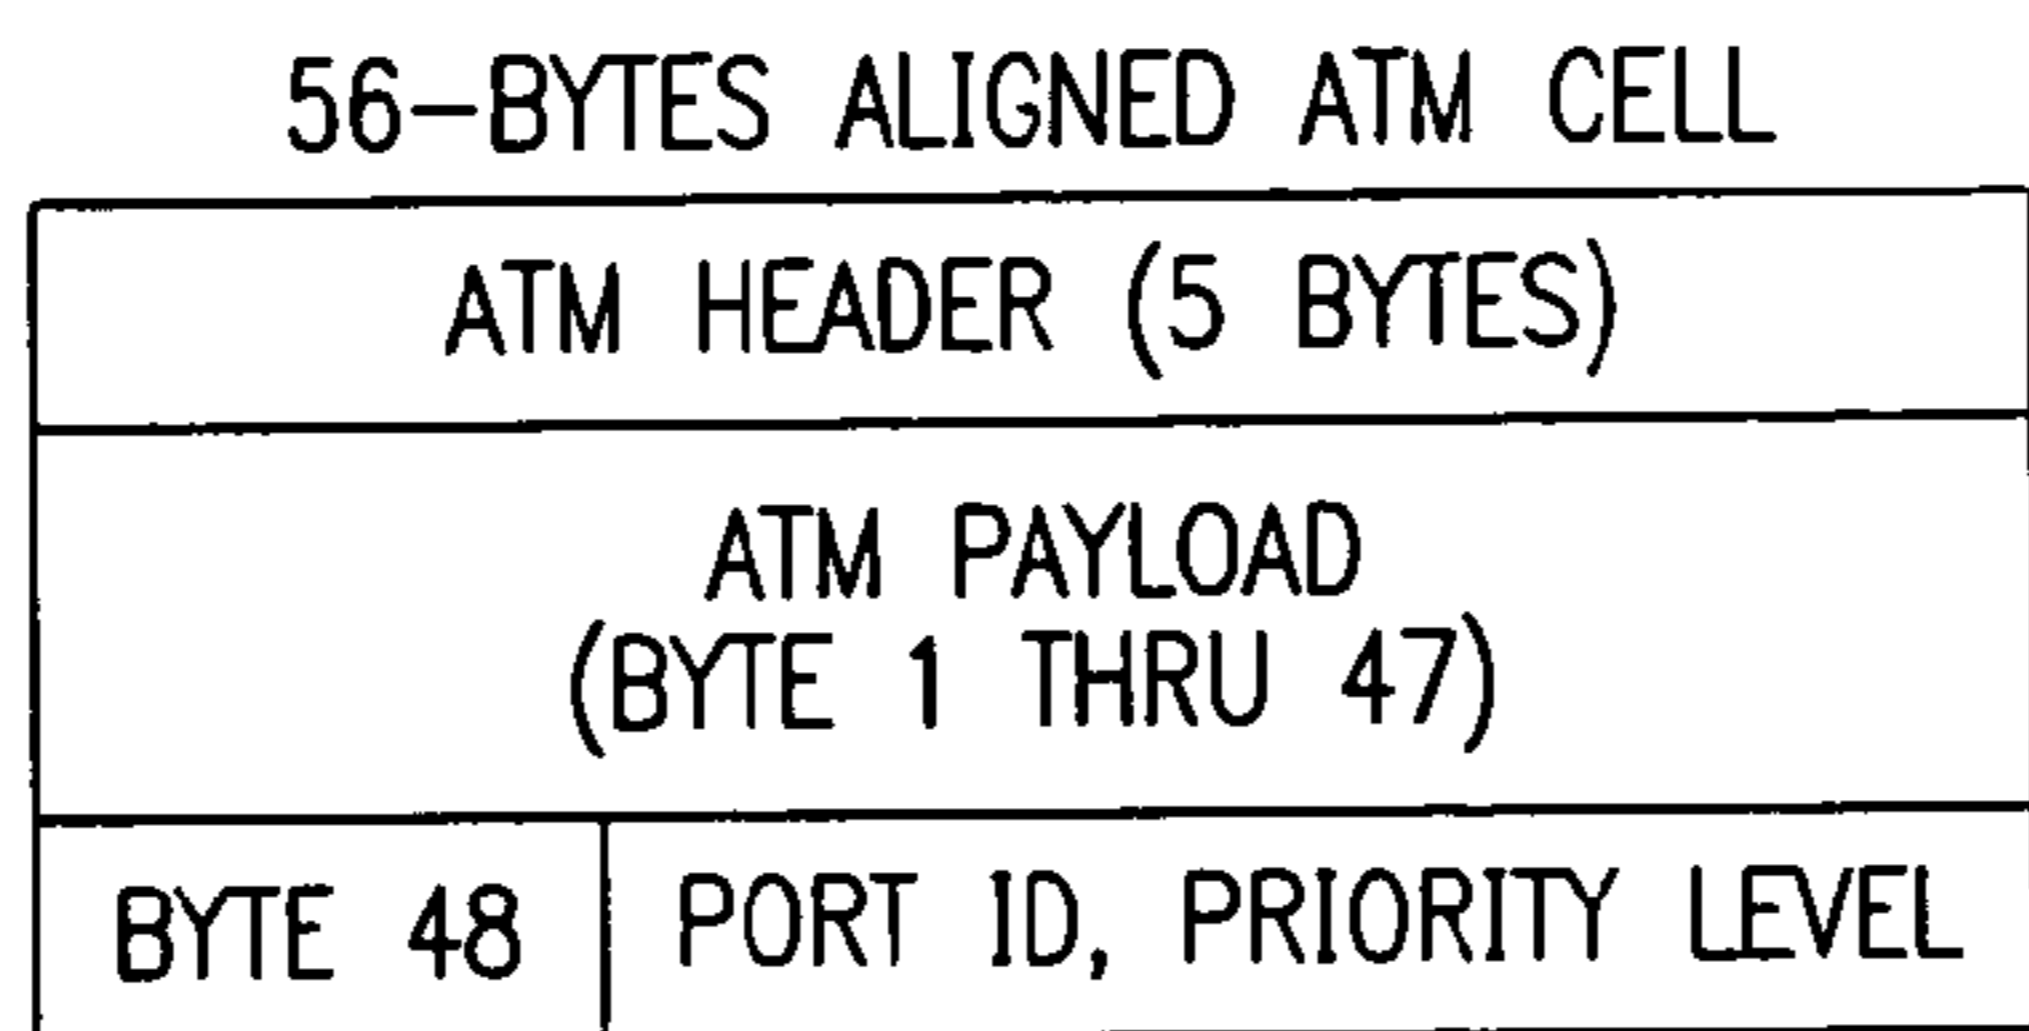 56-BYTES ALIGNED ATM CELL
ATM HEADER (5 BYTES)
ATM PAYLOAD
(BYTE 1 THRU 47)
BYTE 48 PORT ID, PRIORITY LEVEL